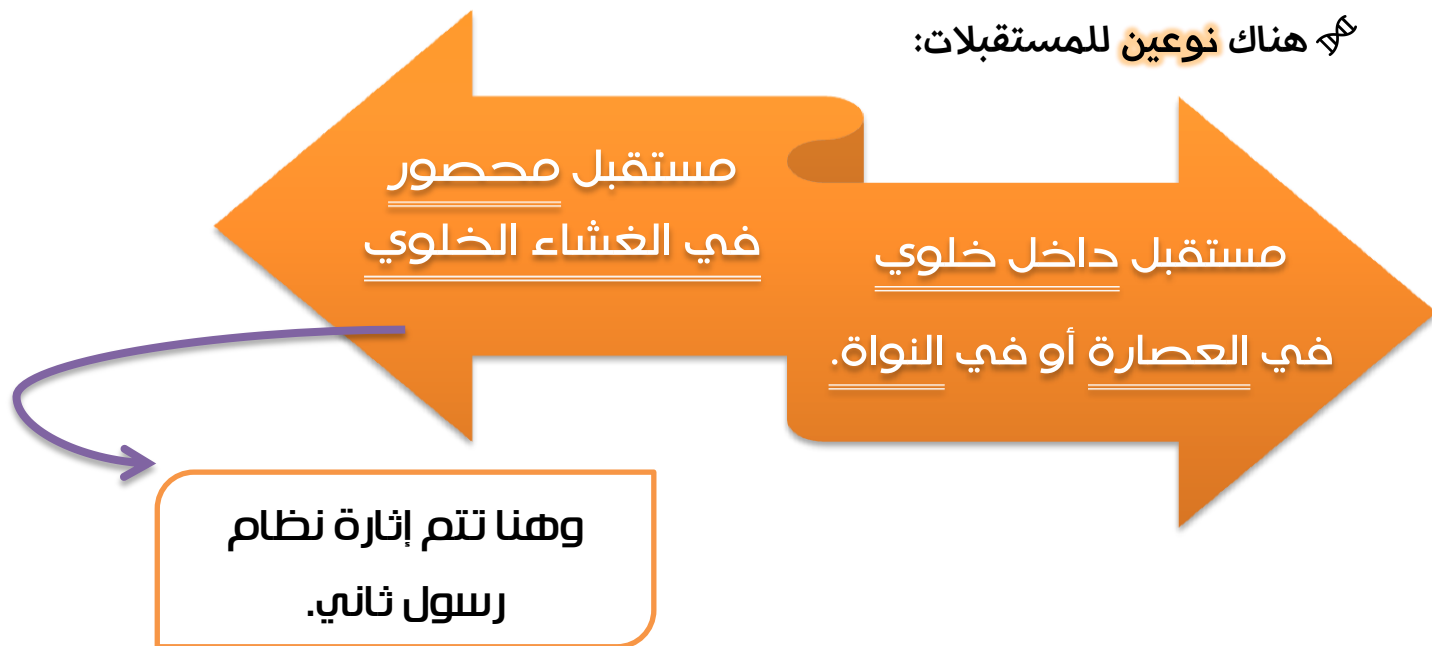 هناك نوعين للمستقبلات:
مستقبل داخل خلوي
في العصارة أو في النواة.
مستقبل محصور
في الغشاء الخلوي
وهنا تتم إثارة نظام
رسول ثاني.